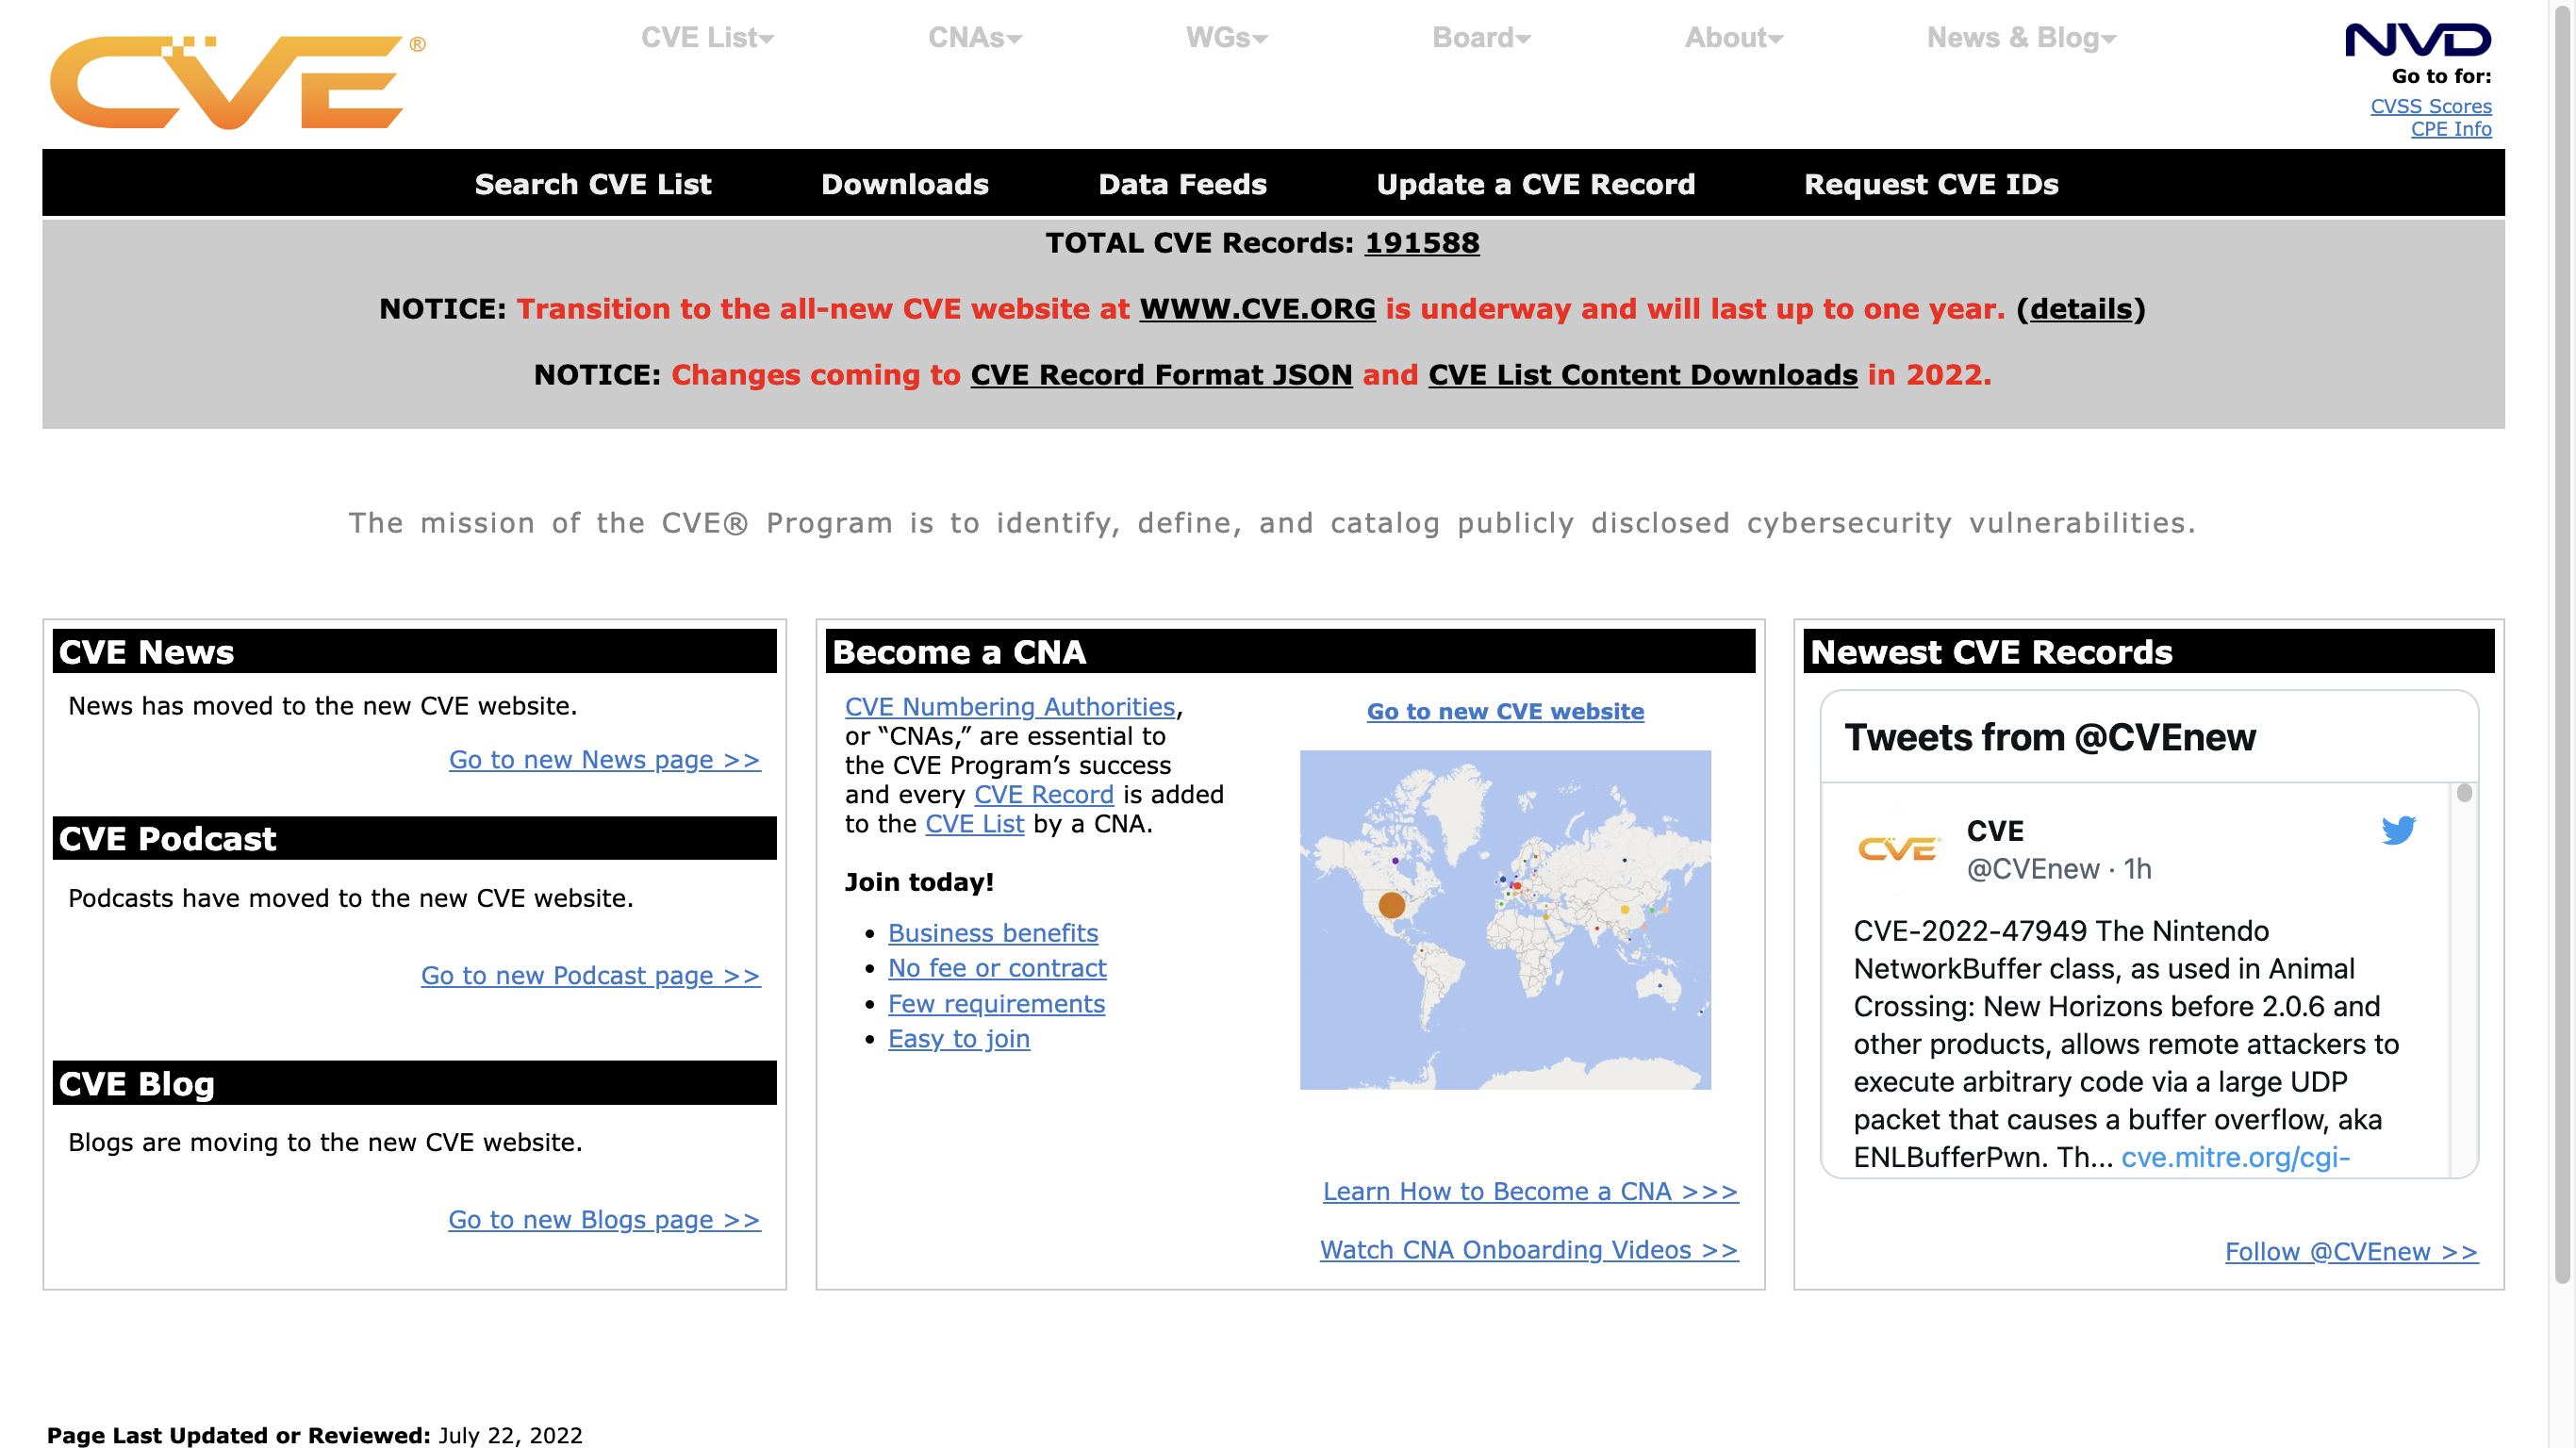 CVE®
CVE List
CNAs
WGs
Board
About
News & Blog
NVD
Go to for:
CVSS Scores
CPE Info
Search CVE List
Downloads
Data Feeds
Update a CVE Record
Request CVE IDs
TOTAL CVE Records: 191588
NOTICE: Transition to the all-new CVE website at WWW.CVE.ORG is underway and will last up to one year. (details)
NOTICE: Changes coming to CVE Record Format JSON and CVE List Content Downloads in 2022.
The mission of the CVE® Program is to identify, define, and catalog publicly disclosed cybersecurity vulnerabilities.
CVE News
News has moved to the new CVE website.
Go to new News page >>
CVE Podcast
Podcasts have moved to the new CVE website.
Go to new Podcast page >>
CVE Blog
Blogs are moving to the new CVE website.
Go to new Blogs page >>
Become a CNA
CVE Numbering Authorities,
or “CNAs,” are essential to
the CVE Program’s success
and every CVE Record is added
to the CVE List by a CNA.
Join today!
• Business benefits
• No fee or contract
• Few requirements
• Easy to join
Go to new CVE website
Learn How to Become a CNA >>>
Watch CNA Onboarding Videos >>
Newest CVE Records
Tweets from @CVEnew
CVE
CVE
@CVEnew · 1h
CVE-2022-47949 The Nintendo
NetworkBuffer class, as used in Animal
Crossing: New Horizons before 2.0.6 and
other products, allows remote attackers to
execute arbitrary code via a large UDP
packet that causes a buffer overflow, aka
ENLBufferPwn. Th... cve.mitre.org/cgi-
Follow @CVEnew >>
Page Last Updated or Reviewed: July 22, 2022